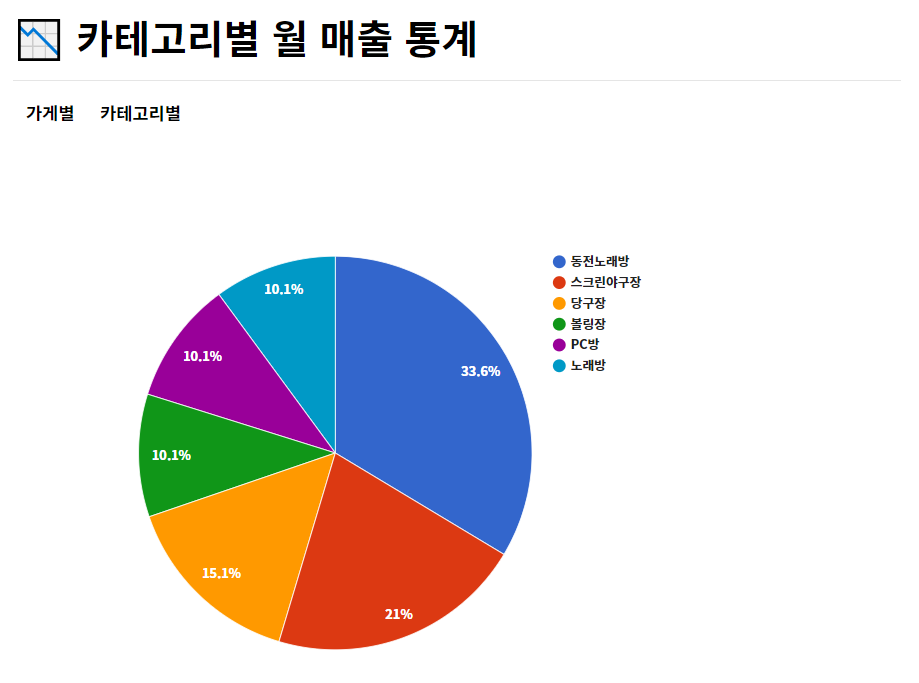 카테고리별 월 매출 통계
가게별 카테고리별
동전노래방
스크린야구장
당구장
볼링장
PC방
노래방
10.1%
33.6%
10.1%
10.1%
15.1%
21%